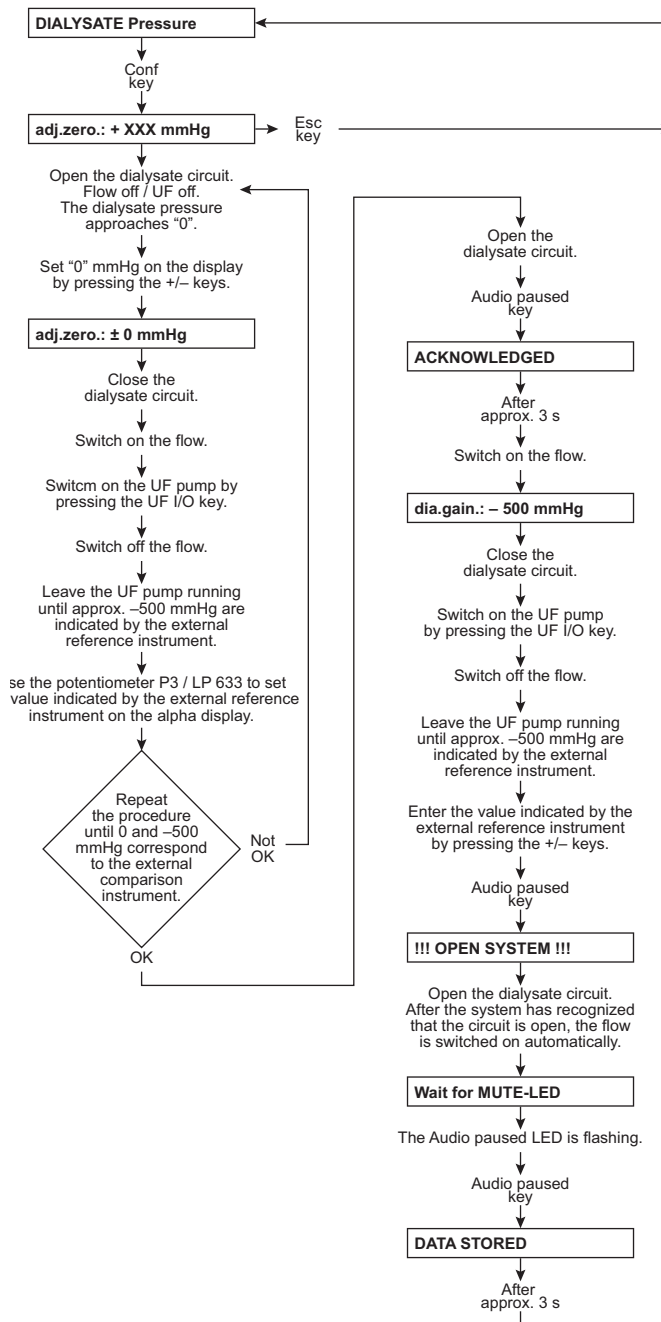 DIALYSATE Pressure
Conf
key
adj.zero.: + XXX mmHg
Esc
key
Open the dialysate circuit.
Flow off / UF off.
The dialysate pressure
approaches “0”.
Set “0” mmHg on the display
by pressing the +/– keys.
adj.zero.: ± 0 mmHg
Close the
dialysate circuit.
Switch on the flow.
Switcm on the UF pump by
pressing the UF I/O key.
Switch off the flow.
Leave the UF pump running
until approx. –500 mmHg are
indicated by the external
reference instrument.
se the potentiometer P3 / LP 633 to set
value indicated by the external reference
instrument on the alpha display.
Repeat
the procedure
until 0 and –500
mmHg correspond
to the external
comparison
instrument.
Not
OK
OK
Open the
dialysate circuit.
Audio paused
key
ACKNOWLEDGED
After
approx. 3 s
Switch on the flow.
dia.gain.: – 500 mmHg
Close the
dialysate circuit.
Switch on the UF pump
by pressing the UF I/O key.
Switch off the flow.
Leave the UF pump running
until approx. –500 mmHg are
indicated by the external
reference instrument.
Enter the value indicated by the
external reference instrument
by pressing the +/– keys.
Audio paused
key
!!! OPEN SYSTEM !!!
Open the dialysate circuit.
After the system has recognized
that the circuit is open, the flow
is switched on automatically.
Wait for MUTE-LED
The Audio paused LED is flashing.
Audio paused
key
DATA STORED
After
approx. 3 s